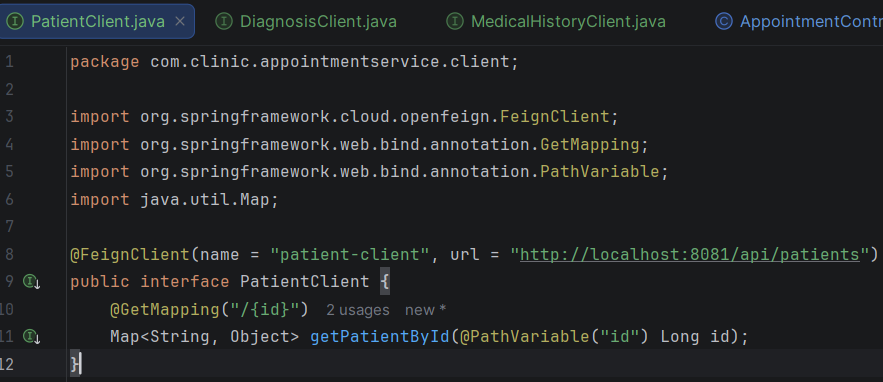 PatientClient.java × DiagnosisClient.java MedicalHistoryClient.java AppointmentContr
1 package com.clinic.appointmentservice.client;
2
3 import org.springframework.cloud.openfeign.FeignClient;
4 import org.springframework.web.bind.annotation.GetMapping;
5 import org.springframework.web.bind.annotation.PathVariable;
6 import java.util.Map;
7
8 @FeignClient(name = "patient-client", url = "http://localhost:8081/api/patients")
9 public interface PatientClient {
10 @GetMapping("/{id}") 2 usages new *
11 Map<String, Object> getPatientById(@PathVariable("id") Long id);
12 }